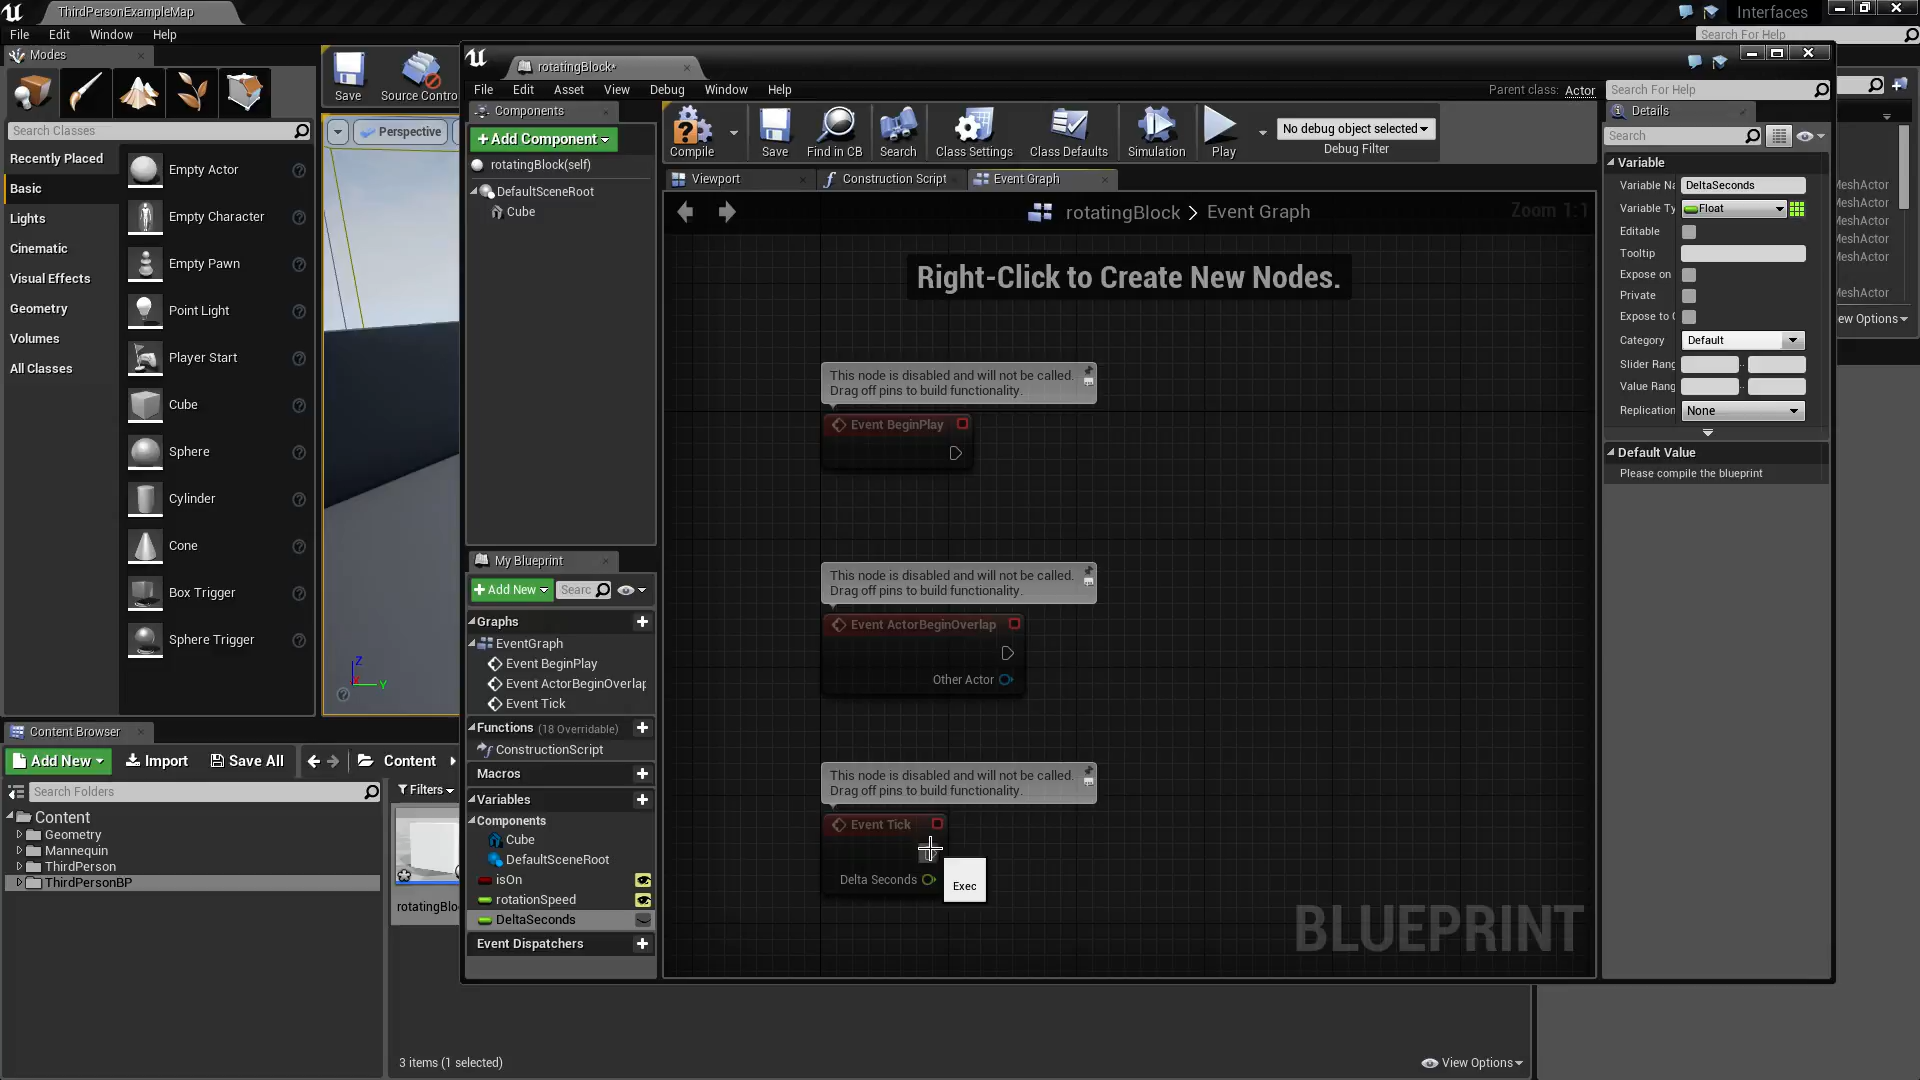 ThirdPersonExampleMap
Interfaces
File Edit Window Help
Search For Help
Modes
Save
Source Contro
Search Classes
Perspective
Recently Placed
Basic
Lights
Cinematic
Visual Effects
Geometry
Volumes
All Classes
Empty Actor
Empty Character
Empty Pawn
Point Light
Player Start
Cube
Sphere
Cylinder
Cone
Box Trigger
Sphere Trigger
Z
Y
Content Browser
Add New
Import
Save All
Content
Search Folders
Filters
Content
Geometry
Mannequin
ThirdPerson
ThirdPersonBP
rotatingBlo
3 items (1 selected)
View Options
rotatingBlock*
File Edit Asset View Debug Window Help
Parent class: Actor
Search For Help
Components
+Add Component
rotatingBlock(self)
DefaultSceneRoot
Cube
Compile
Save
Find in CB
Search
Class Settings
Class Defaults
Simulation
Play
No debug object selected
Debug Filter
Viewport
Construction Script
Event Graph
rotatingBlock > Event Graph
Zoom 1:1
Right-Click to Create New Nodes.
This node is disabled and will not be called.
Drag off pins to build functionality.
Event BeginPlay
This node is disabled and will not be called.
Drag off pins to build functionality.
Event ActorBeginOverlap
Other Actor
This node is disabled and will not be called.
Drag off pins to build functionality.
Event Tick
Delta Seconds
Exec
BLUEPRINT
My Blueprint
+Add New
Searc
Graphs
EventGraph
Event BeginPlay
Event ActorBeginOverlap
Event Tick
Functions (18 Overridable)
ConstructionScript
Macros
Variables
Components
Cube
DefaultSceneRoot
isOn
rotationSpeed
DeltaSeconds
Event Dispatchers
Details
Search
Variable
Variable Na DeltaSeconds
Variable Ty Float
Editable
Tooltip
Expose on
Private
Expose to C
Category Default
Slider Rang
Value Rang
Replication None
Default Value
Please compile the blueprint
MeshActor
MeshActor
MeshActor
MeshActor
MeshActor
MeshActor
ew Options